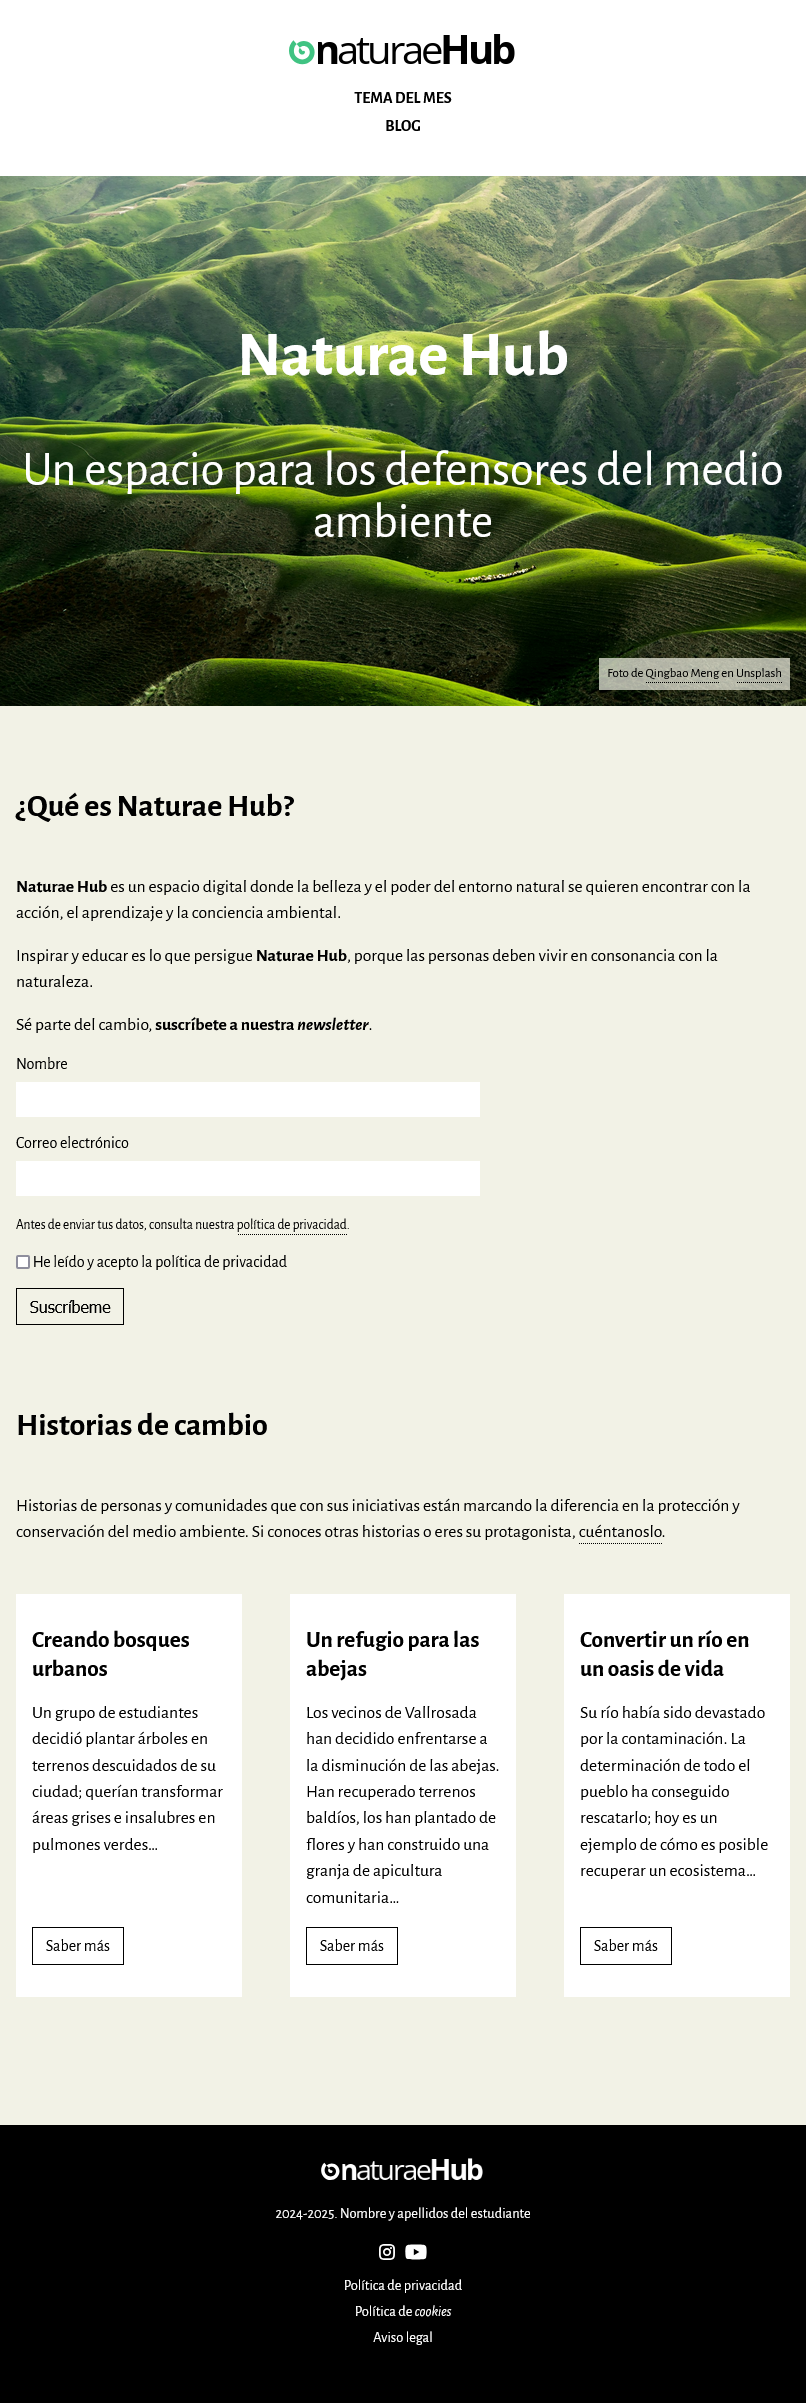 naturaeHub
TEMA DEL MES
BLOG
Naturae Hub
Un espacio para los defensores del medio
ambiente
Foto de Qingbao Meng en Unsplash
¿Qué es Naturae Hub?
Naturae Hub es un espacio digital donde la belleza y el poder del entorno natural se quieren encontrar con la
acción, el aprendizaje y la conciencia ambiental.
Inspirar y educar es lo que persigue Naturae Hub, porque las personas deben vivir en consonancia con la
naturaleza.
Sé parte del cambio, suscríbete a nuestra newsletter.
Nombre
Correo electrónico
Antes de enviar tus datos, consulta nuestra política de privacidad.
He leído y acepto la política de privacidad
Suscríbeme
Historias de cambio
Historias de personas y comunidades que con sus iniciativas están marcando la diferencia en la protección y
conservación del medio ambiente. Si conoces otras historias o eres su protagonista, cuéntanoslo.
Creando bosques
urbanos
Un grupo de estudiantes
decidió plantar árboles en
terrenos descuidados de su
ciudad; querían transformar
áreas grises e insalubres en
pulmones verdes...
Saber más
Un refugio para las
abejas
Los vecinos de Vallrosada
han decidido enfrentarse a
la disminución de las abejas.
Han recuperado terrenos
baldíos, los han plantado de
flores y han construido una
granja de apicultura
comunitaria...
Saber más
Convertir un río en
un oasis de vida
Su río había sido devastado
por la contaminación. La
determinación de todo el
pueblo ha conseguido
rescatarlo; hoy es un
ejemplo de cómo es posible
recuperar un ecosistema...
Saber más
naturaeHub
2024-2025. Nombre y apellidos del estudiante
Política de privacidad
Política de cookies
Aviso legal